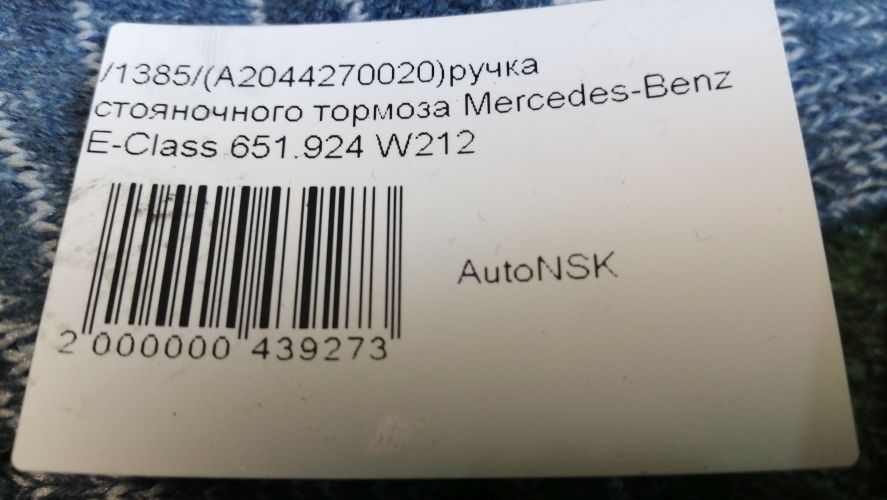 /1385/(A2044270020)ручка
стояночного тормоза Mercedes-Benz
E-Class 651.924 W212
AutoNSK
2 000000 439273